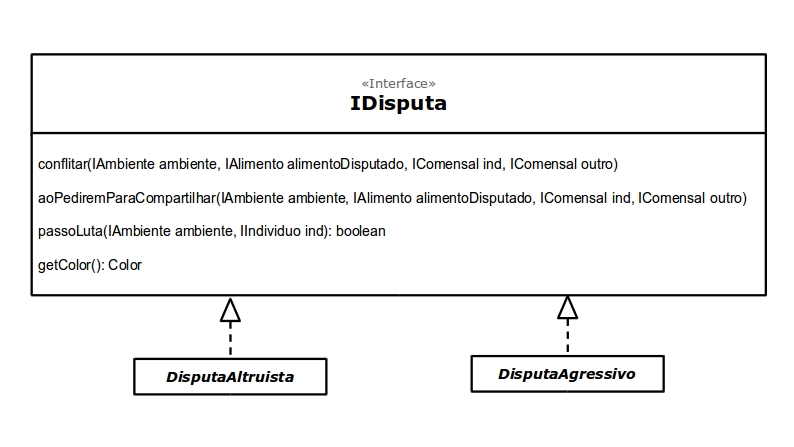 «Interface»
IDisputa
conflitar(IAmbiente ambiente, IAlimento alimentoDisputado, IComensal ind, IComensal outro)
aoPediremParaCompartilhar(IAmbiente ambiente, IAlimento alimentoDisputado, IComensal ind, IComensal outro)
passoLuta(IAmbiente ambiente, IIndividuo ind): boolean
getColor(): Color
DisputaAltruista
DisputaAgressivo